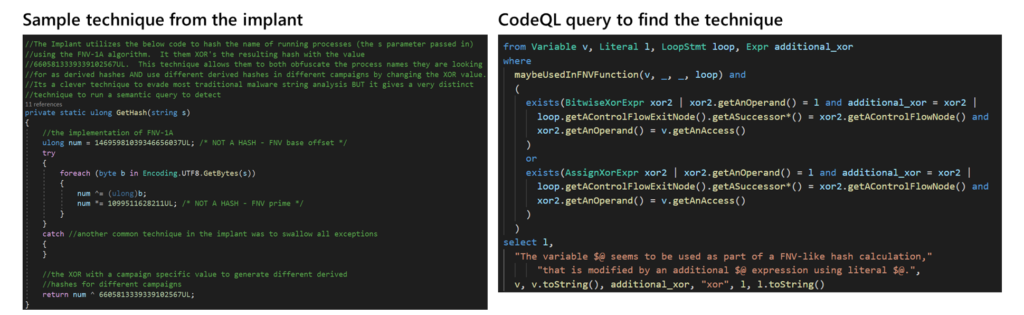 Sample technique from the implant
//The Implant utilizes the below code to hash the name of running processes (the s parameter passed in)
//using the FNV-1A algorithm.  It them XOR's the resulting hash with the value
//6605813339339102567UL.  This technique allows them to both obfuscate the process names they are looking
//for as derived hashes AND use different derived hashes in different campaigns by changing the XOR value.
//Its a clever technique to evade most traditional malware string analysis BUT it gives a very distinct
//technique to run a semantic query to detect
11 references
private static ulong GetHash(string s)
{
    //the implementation of FNV-1A
    ulong num = 14695981039346656037UL; /* NOT A HASH - FNV base offset */
    try
    {
        foreach (byte b in Encoding.UTF8.GetBytes(s))
        {
            num ^= (ulong)b;
            num *= 1099511628211UL; /* NOT A HASH - FNV prime */
        }
    }
    catch //another common technique in the implant was to swallow all exceptions
    {
    }
    //the XOR with a campaign specific value to generate different derived
    //hashes for different campaigns
    return num ^ 6605813339339102567UL;
}
CodeQL query to find the technique
from Variable v, Literal l, LoopStmt loop, Expr additional_xor
where
  maybeUsedInFNVFunction(v, _, _, loop) and
  (
    exists(BitwiseXorExpr xor2 | xor2.getAnOperand() = l and additional_xor = xor2 |
      loop.getAControlFlowExitNode().getASuccessor*() = xor2.getAControlFlowNode() and
      xor2.getAnOperand() = v.getAnAccess()
    )
    or
    exists(AssignXorExpr xor2 | xor2.getAnOperand() = l and additional_xor = xor2 |
      loop.getAControlFlowExitNode().getASuccessor*() = xor2.getAControlFlowNode() and
      xor2.getAnOperand() = v.getAnAccess()
    )
  )
select l,
  "The variable $@ seems to be used as part of a FNV-like hash calculation,"
    "that is modified by an additional $@ expression using literal $@.",
  v, v.toString(), additional_xor, "xor", l, l.toString()